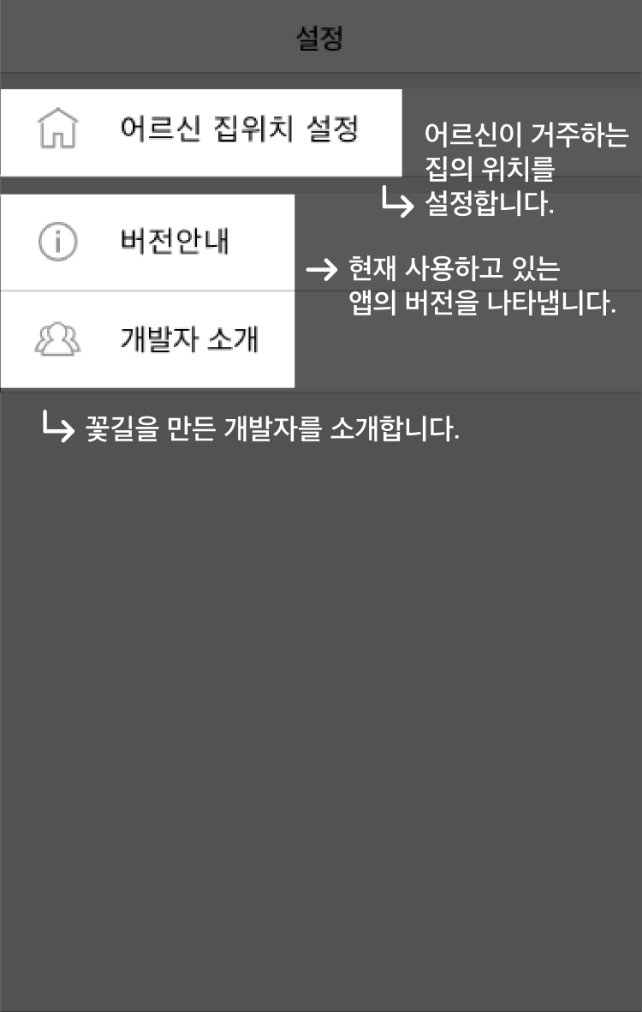 설정
어르신 집위치 설정
어르신이 거주하는
집의 위치를
설정합니다.
버전안내
현재 사용하고 있는
앱의 버전을 나타냅니다.
개발자 소개
꽃길을 만든 개발자를 소개합니다.